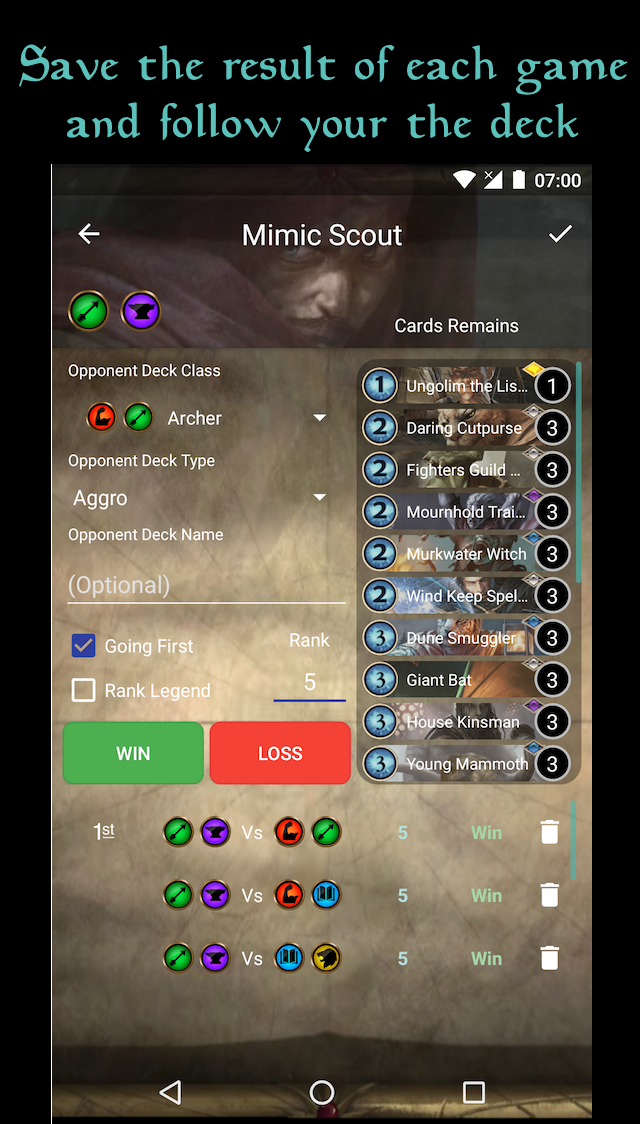 Save the result of each game
and follow your the deck
07:00
Mimic Scout
Cards Remains
Opponent Deck Class
Archer
Opponent Deck Type
Aggro
Opponent Deck Name
(Optional)
Going First
Rank
Rank Legend
5
WIN
LOSS
1 Ungolim the Lis... 1
2 Daring Cutpurse 3
2 Fighters Guild ... 3
2 Mournhold Trai... 3
2 Murkwater Witch 3
2 Wind Keep Spel... 3
3 Dune Smuggler 3
3 Giant Bat 3
3 House Kinsman 3
3 Young Mammoth 3
1st Vs 5 Win
Vs 5 Win
Vs 5 Win